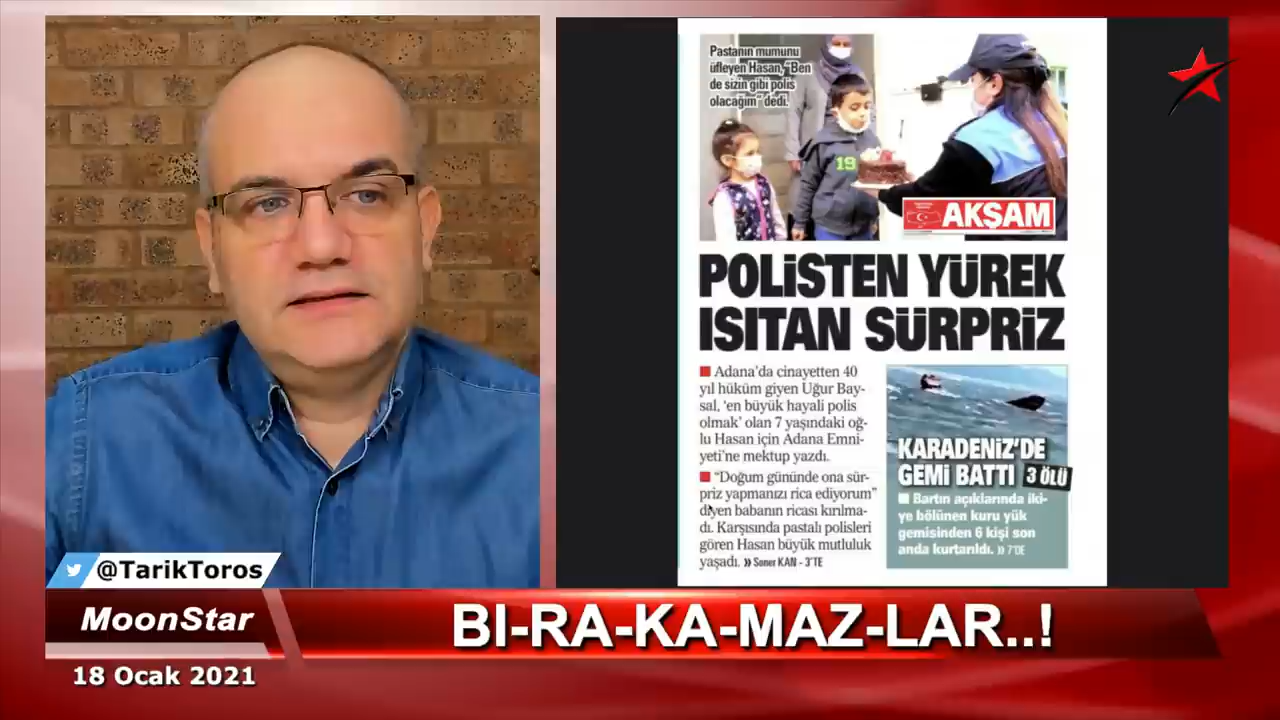 Pastanın mumunu
üfleyen Hasan, "Ben
de sizin gibi polis
olacağım" dedi.
19
AKŞAM
POLİSTEN YÜREK
ISITAN SÜRPRİZ
Adana'da cinayetten 40
yıl hüküm giyen Uğur Bay-
sal, 'en büyük hayali polis
olmak' olan 7 yaşındaki oğ-
lu Hasan için Adana Emni-
yeti'ne mektup yazdı.
"Doğum gününde ona sür-
priz yapmanızı rica ediyorum"
diyen babanın ricası kırılma-
dı. Karşısında pastalı polisleri
gören Hasan büyük mutluluk
yaşadı. » Soner KAN - 3'TE
KARADENİZ'DE
GEMİ BATTI 3 ÖLÜ
Bartın açıklarında iki-
ye bölünen kuru yük
gemisinden 6 kişi son
anda kurtarıldı. » 7'DE
@TarikToros
MoonStar
BI-RA-KA-MAZ-LAR..!
18 Ocak 2021